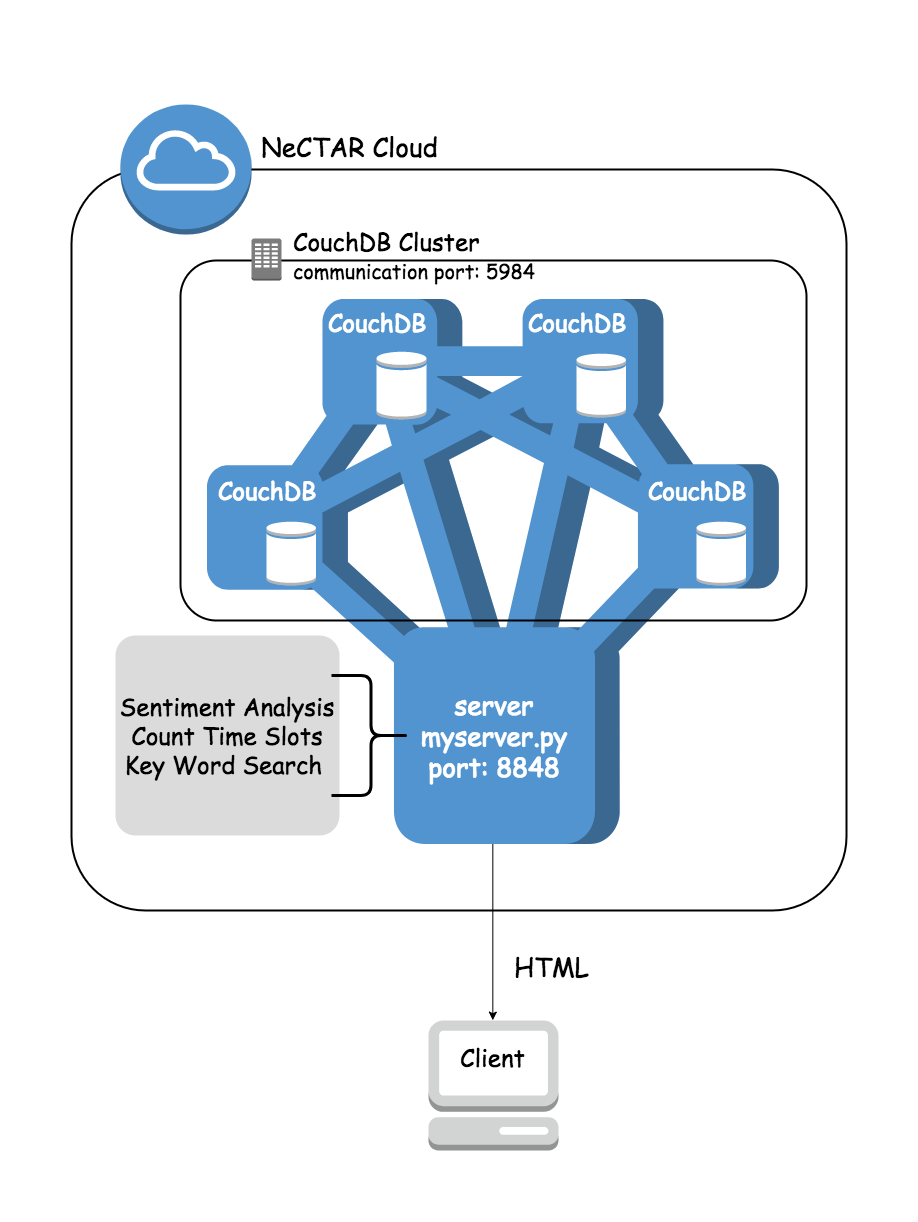 NeCTAR Cloud
CouchDB Cluster
communication port: 5984
CouchDB
CouchDB
CouchDB
CouchDB
Sentiment Analysis
Count Time Slots
Key Word Search
server
myserver.py
port: 8848
HTML
Client